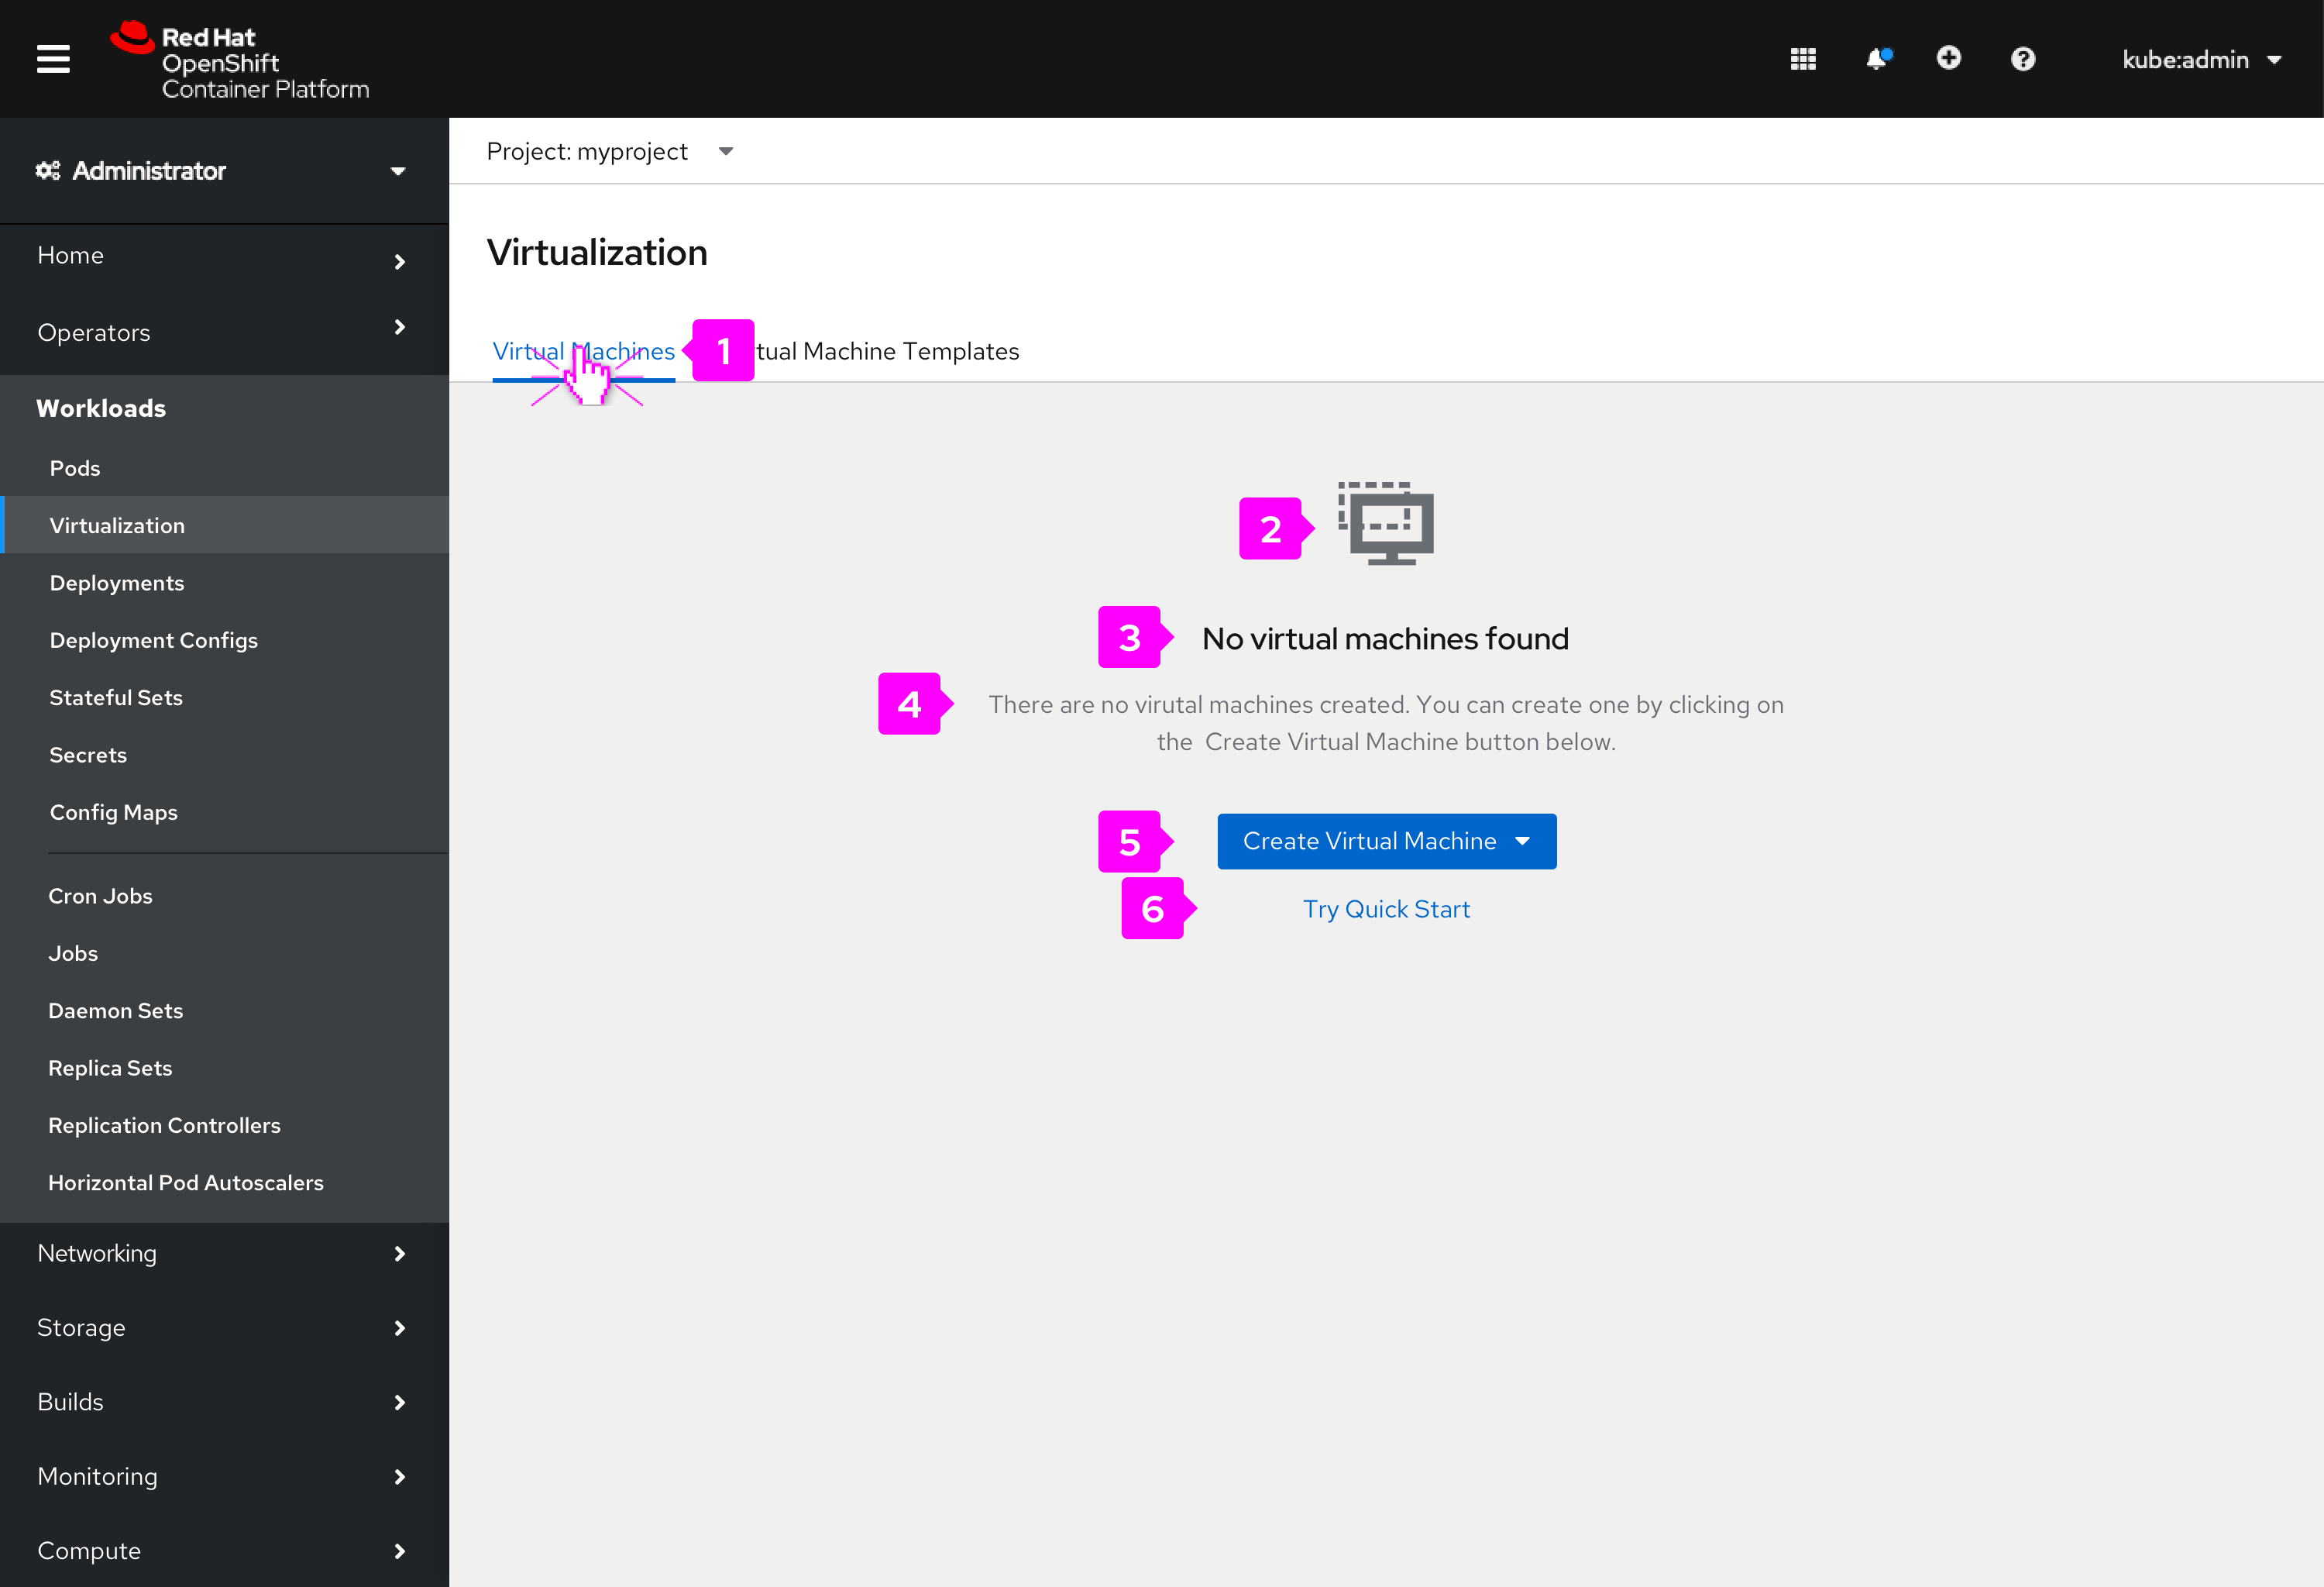 Red Hat
OpenShift
Container Platform
kube:admin
Administrator
Home
Operators
Workloads
Pods
Virtualization
Deployments
Deployment Configs
Stateful Sets
Secrets
Config Maps
Cron Jobs
Jobs
Daemon Sets
Replica Sets
Replication Controllers
Horizontal Pod Autoscalers
Networking
Storage
Builds
Monitoring
Compute
Project: myproject
Virtualization
Virtual Machines 1 tual Machine Templates
2
3 No virtual machines found
4 There are no virutal machines created. You can create one by clicking on
the Create Virtual Machine button below.
5 Create Virtual Machine
6 Try Quick Start